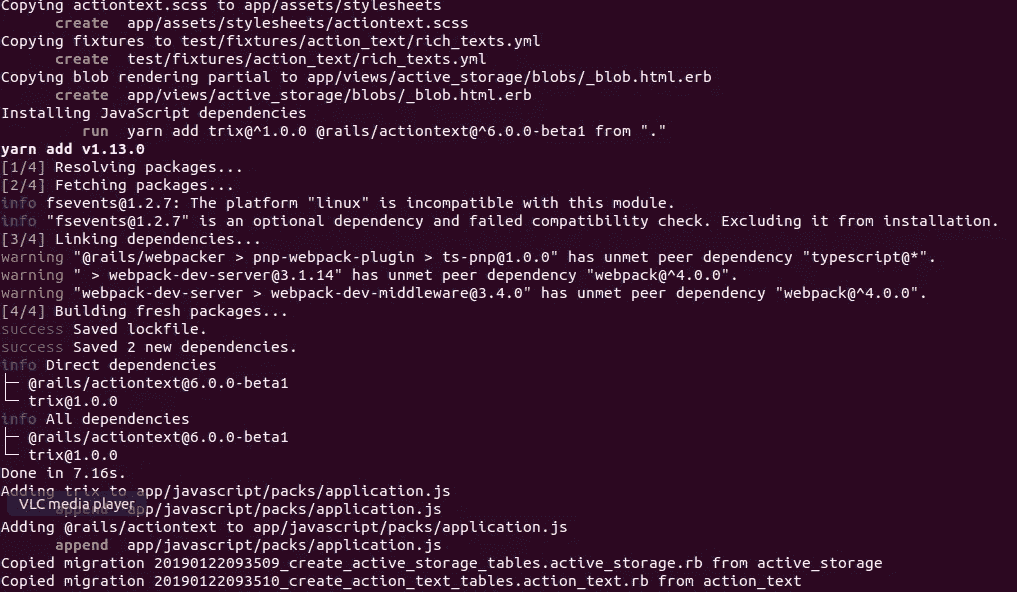 Copying actiontext.scss to app/assets/stylesheets
create app/assets/stylesheets/actiontext.scss
Copying fixtures to test/fixtures/action_text/rich_texts.yml
create test/fixtures/action_text/rich_texts.yml
Copying blob rendering partial to app/views/active_storage/blobs/_blob.html.erb
create app/views/active_storage/blobs/_blob.html.erb
Installing JavaScript dependencies
run yarn add trix@^1.0.0 @rails/actiontext@^6.0.0-beta1 from "."
yarn add v1.13.0
[1/4] Resolving packages...
[2/4] Fetching packages...
info fsevents@1.2.7: The platform "linux" is incompatible with this module.
info "fsevents@1.2.7" is an optional dependency and failed compatibility check. Excluding it from installation.
[3/4] Linking dependencies...
warning "@rails/webpacker > pnp-webpack-plugin > ts-pnp@1.0.0" has unmet peer dependency "typescript@*".
warning " > webpack-dev-server@3.1.14" has unmet peer dependency "webpack@^4.0.0".
warning "webpack-dev-server > webpack-dev-middleware@3.4.0" has unmet peer dependency "webpack@^4.0.0".
[4/4] Building fresh packages...
success Saved lockfile.
success Saved 2 new dependencies.
info Direct dependencies
├─ @rails/actiontext@6.0.0-beta1
└─ trix@1.0.0
info All dependencies
├─ @rails/actiontext@6.0.0-beta1
└─ trix@1.0.0
Done in 7.16s.
Adding trix to app/javascript/packs/application.js
VLC media player
append app/javascript/packs/application.js
Adding @rails/actiontext to app/javascript/packs/application.js
append app/javascript/packs/application.js
Copied migration 20190122093509_create_active_storage_tables.active_storage.rb from active_storage
Copied migration 20190122093510_create_action_text_tables.action_text.rb from action_text